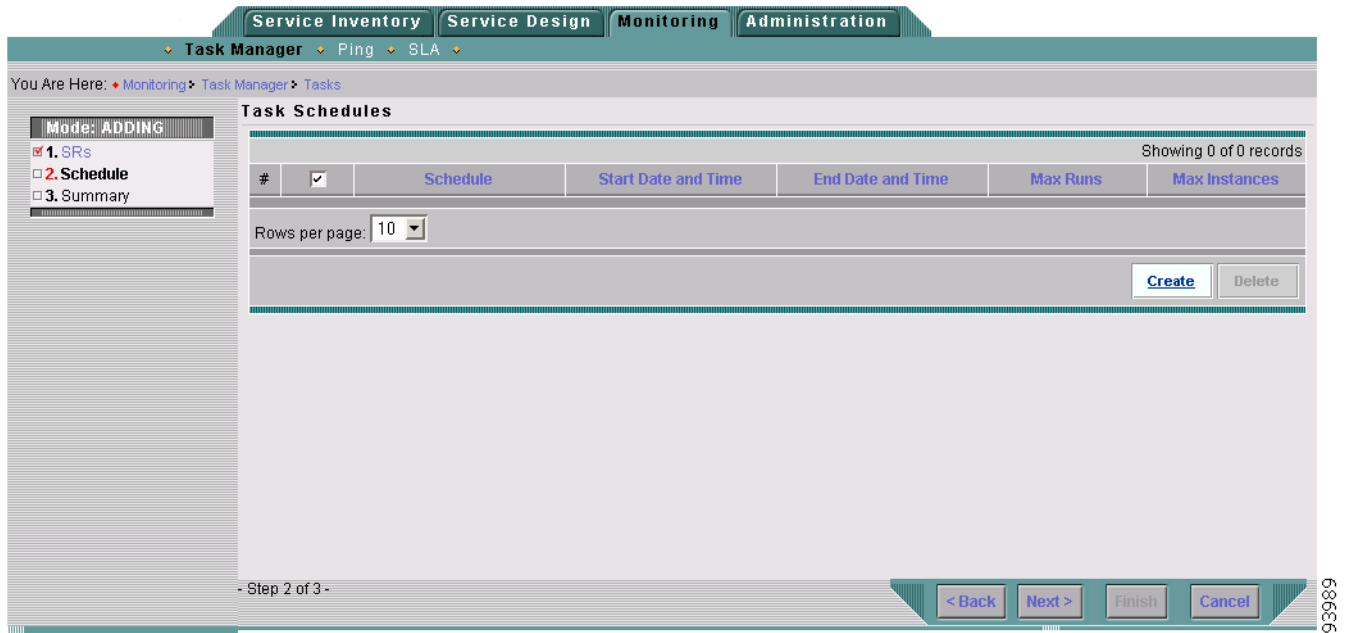 Service Inventory Service Design Monitoring Administration
Task Manager Ping SLA
You Are Here: Monitoring Task Manager Tasks
Task Schedules
Mode: ADDING
1. SRs
2. Schedule
3. Summary
Showing 0 of 0 records
# Schedule Start Date and Time End Date and Time Max Runs Max Instances
Rows per page: 10
Create Delete
- Step 2 of 3 -
< Back Next > Finish Cancel
93989